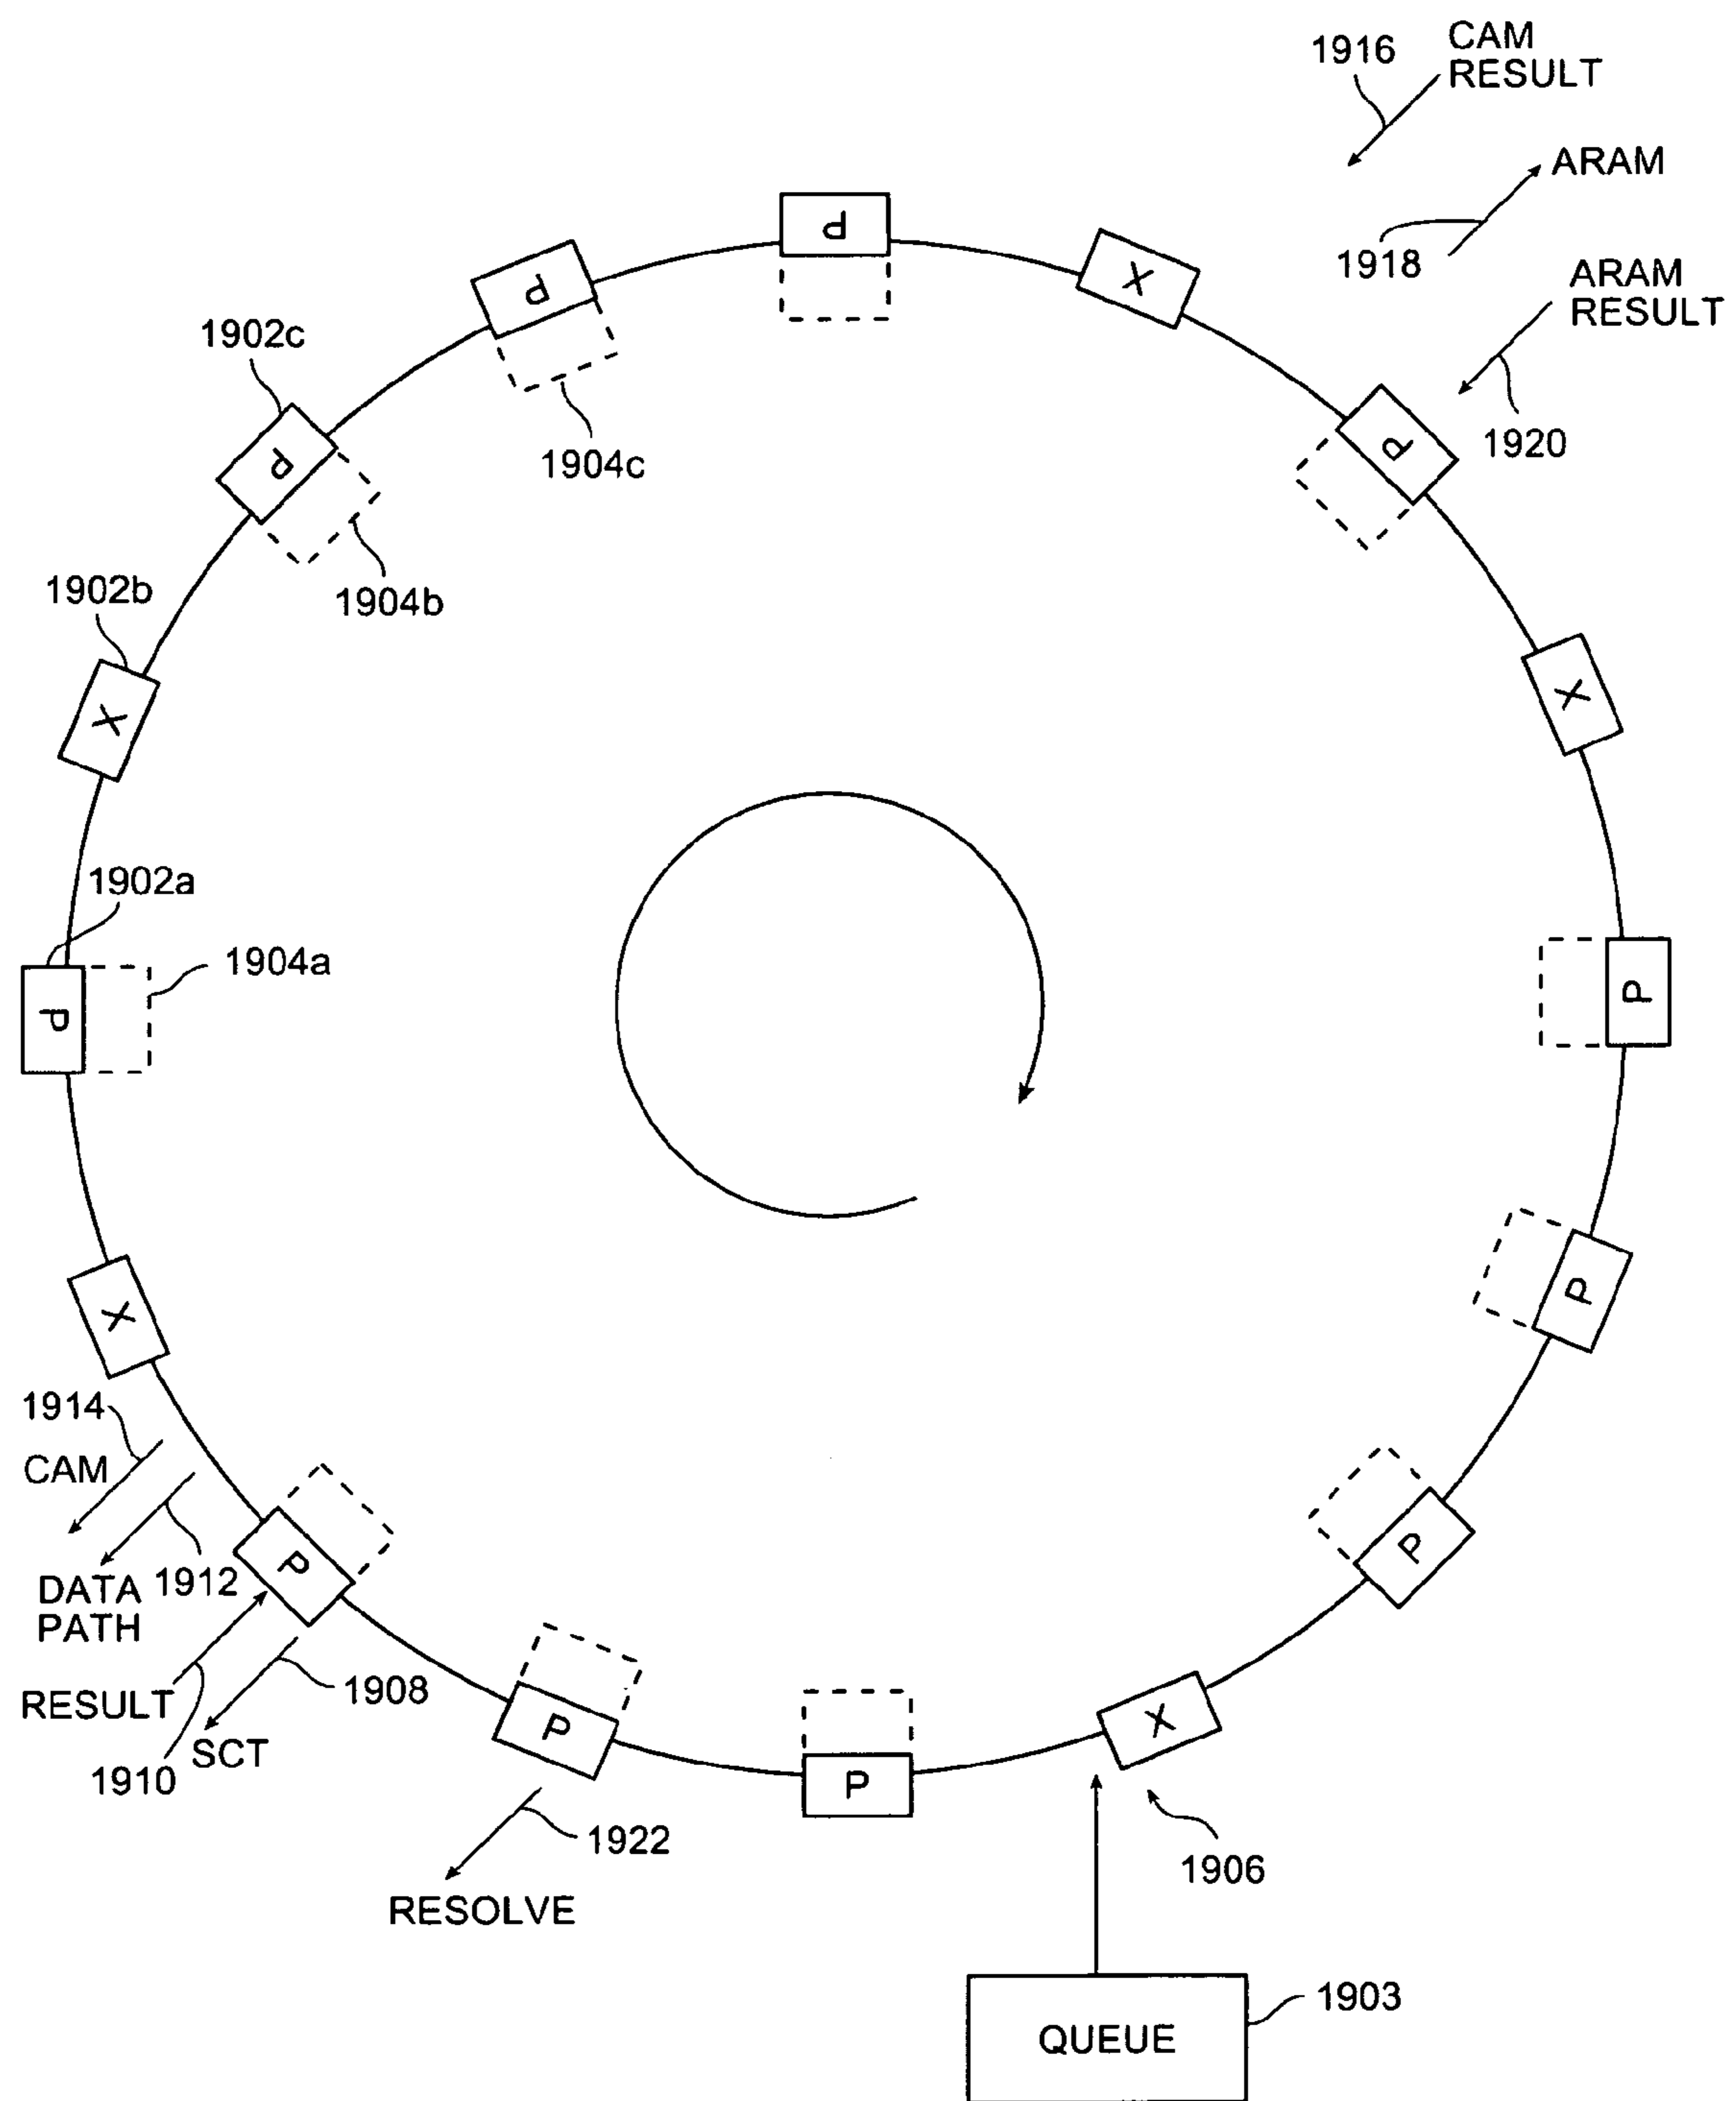 1916
CAM
RESULT
ARAM
1918
ARAM
RESULT
1920
P
X
P
1902c
P
1904c
P
1904b
1902b
X
X
1902a
1904a
P
P
X
P
1914
CAM
P
1912
DATA
PATH
P
1908
RESULT
SCT
1910
P
P
X
1922
1906
RESOLVE
1903
QUEUE